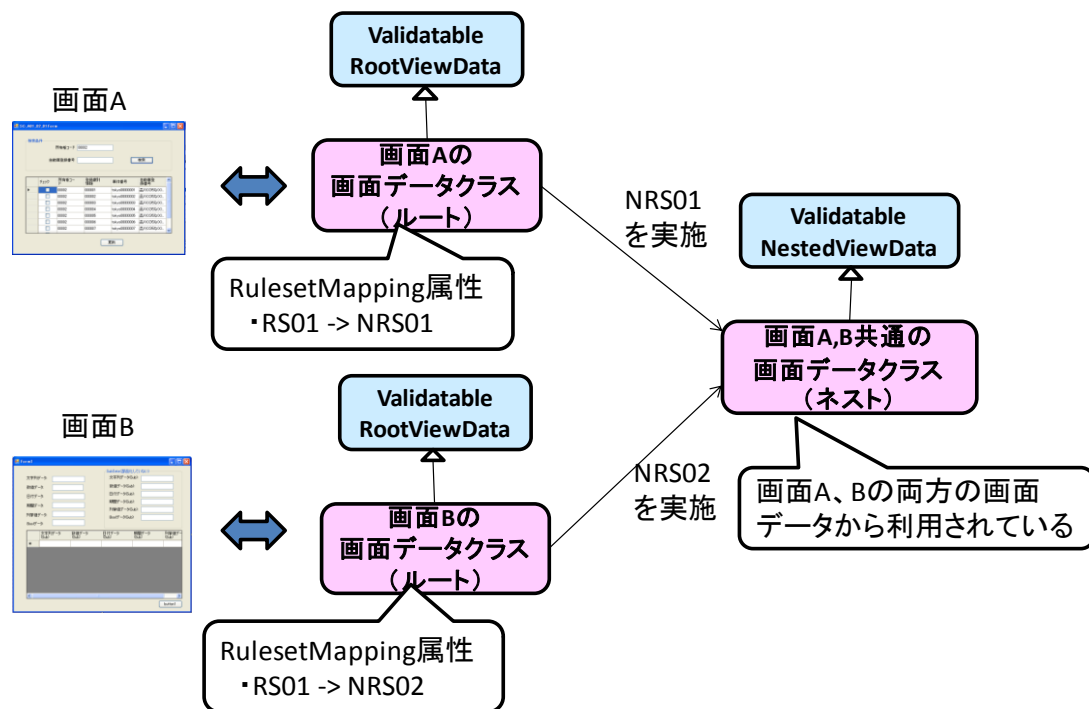 Validatable
RootViewData
画面A
画面Aの
画面データクラス
（ルート）
RulesetMapping属性
・RS01 -> NRS01
NRS01
を実施
Validatable
NestedViewData
画面A,B共通の
画面データクラス
（ネスト）
画面A、Bの両方の画面
データから利用されている
Validatable
RootViewData
画面B
画面Bの
画面データクラス
（ルート）
NRS02
を実施
RulesetMapping属性
・RS01 -> NRS02